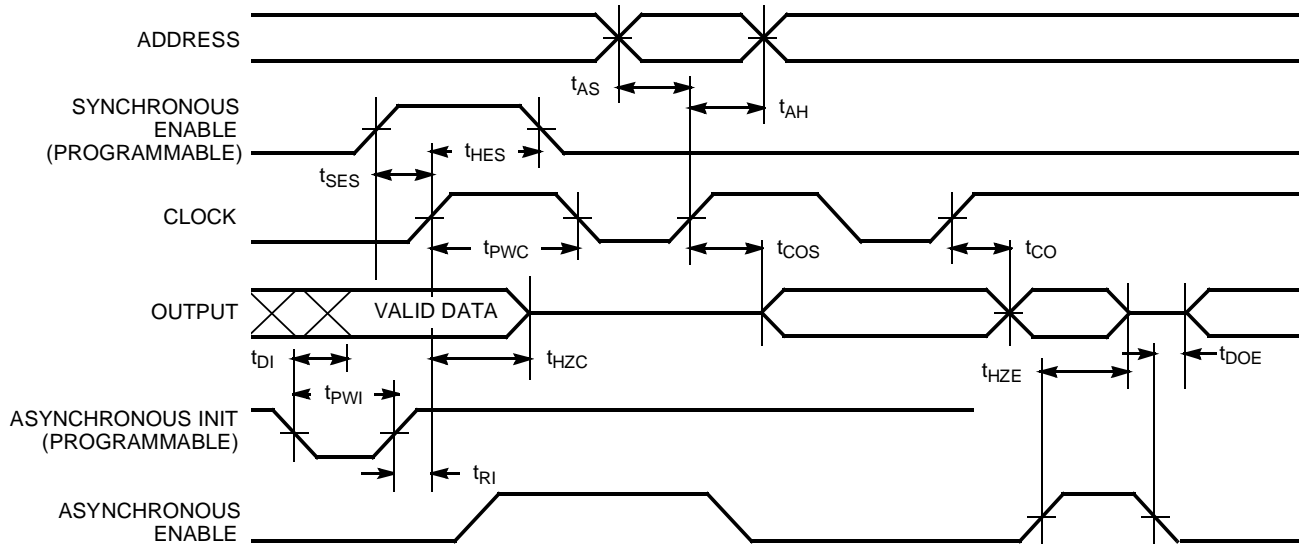 ADDRESS
tAS
tAH
SYNCHRONOUS
ENABLE
(PROGRAMMABLE)
tHES
tSES
CLOCK
tPWC
tCOS
tCO
OUTPUT
VALID DATA
tDI
tHZC
tHZE
tDOE
tPWI
ASYNCHRONOUS INIT
(PROGRAMMABLE)
tRI
ASYNCHRONOUS
ENABLE